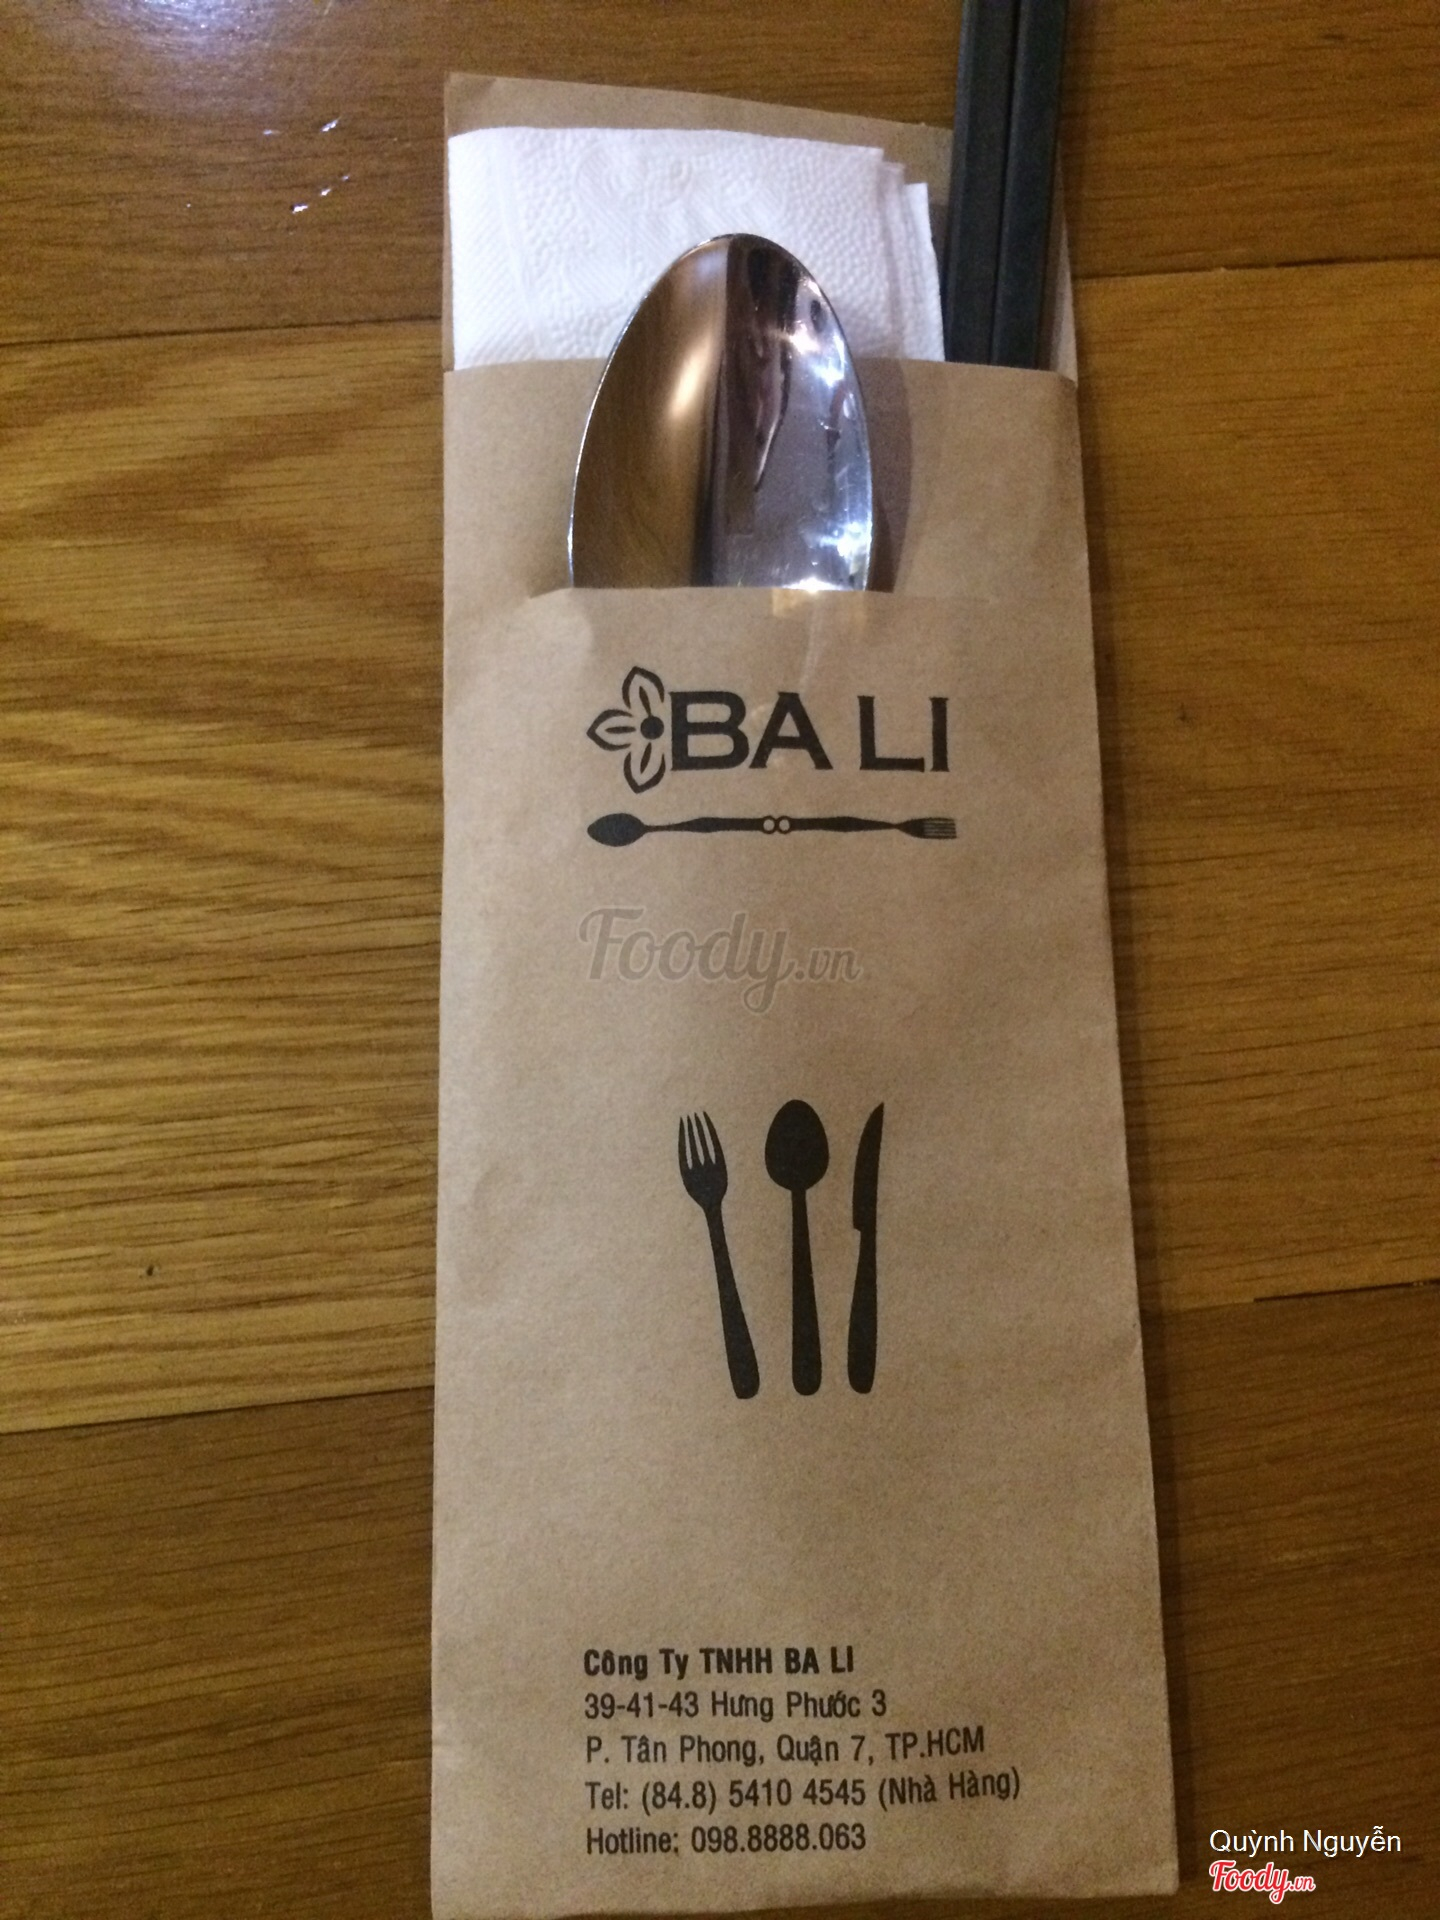 BA LI
Foody.vn
Công Ty TNHH BA LI
39-41-43 Hưng Phước 3
P. Tân Phong, Quận 7, TP.HCM
Tel: (84.8) 5410 4545 (Nhà Hàng)
Hotline: 098.8888.063
Quỳnh Nguyễn
Foody.vn